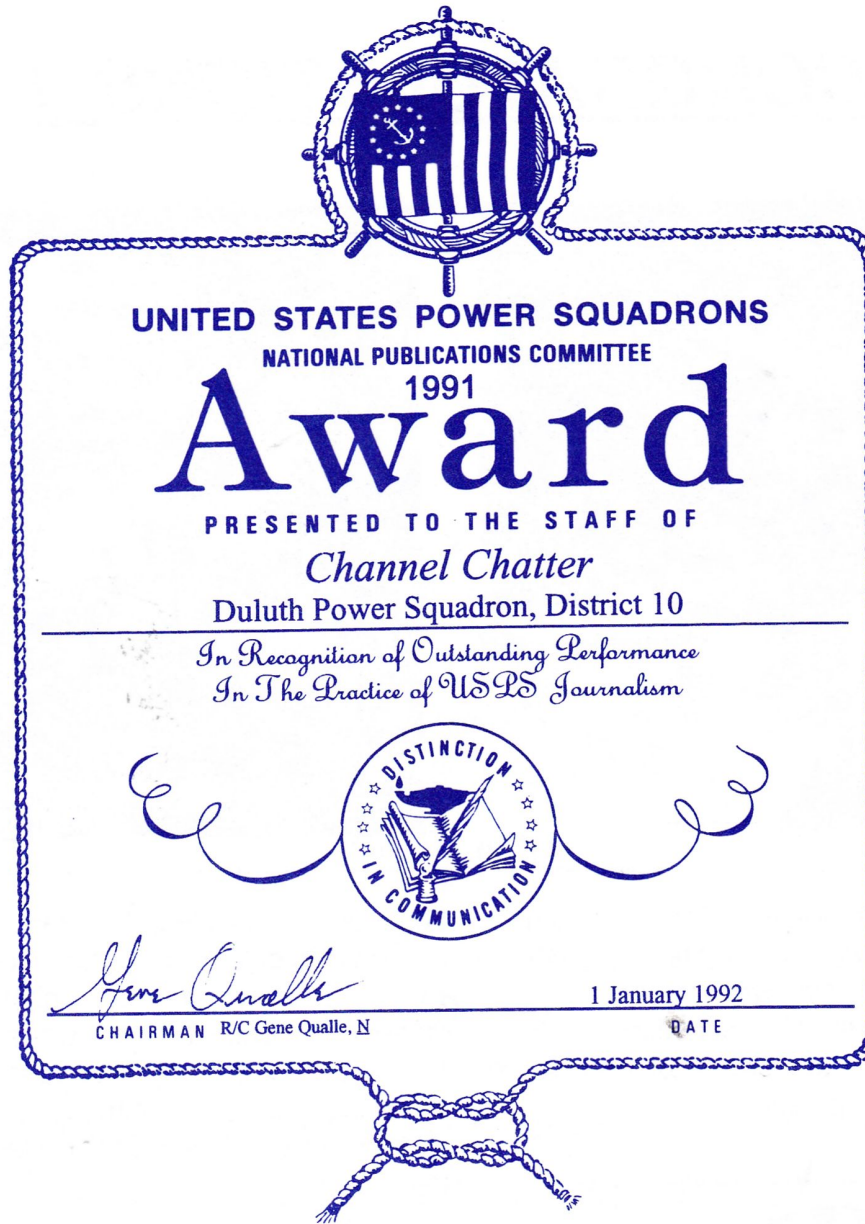 UNITED STATES POWER SQUADRONS
NATIONAL PUBLICATIONS COMMITTEE
1991
Award
PRESENTED TO THE STAFF OF
Channel Chatter
Duluth Power Squadron, District 10
In Recognition of Outstanding Performance
In The Practice of USPS Journalism
DISTINCTION
IN COMMUNICATION
Gene Qualle
1 January 1992
CHAIRMAN R/C Gene Qualle, N
DATE